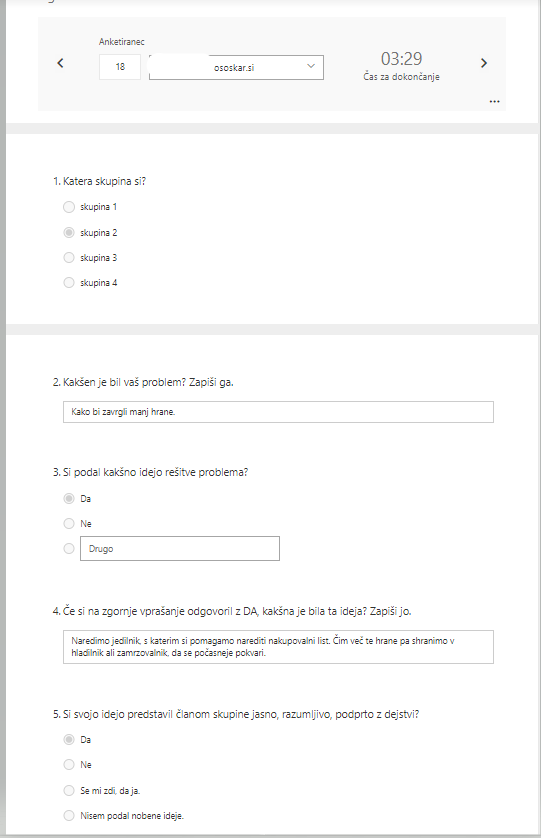 Anketiranec
18
ososkar.si
03:29
Čas za dokončanje
1. Katera skupina si?
skupina 1
skupina 2
skupina 3
skupina 4
2. Kakšen je bil vaš problem? Zapiši ga.
Kako bi zavrgli manj hrane.
3. Si podal kakšno idejo rešitve problema?
Da
Ne
Drugo
4. Če si na zgornje vprašanje odgovoril z DA, kakšna je bila ta ideja? Zapiši jo.
Naredimo jedilnik, s katerim si pomagamo narediti nakupovalni list. Čim več te hrane pa shranimo v
hladilnik ali zamrzovalnik, da se počasneje pokvari.
5. Si svojo idejo predstavil članom skupine jasno, razumljivo, podprto z dejstvi?
Da
Ne
Se mi zdi, da ja.
Nisem podal nobene ideje.